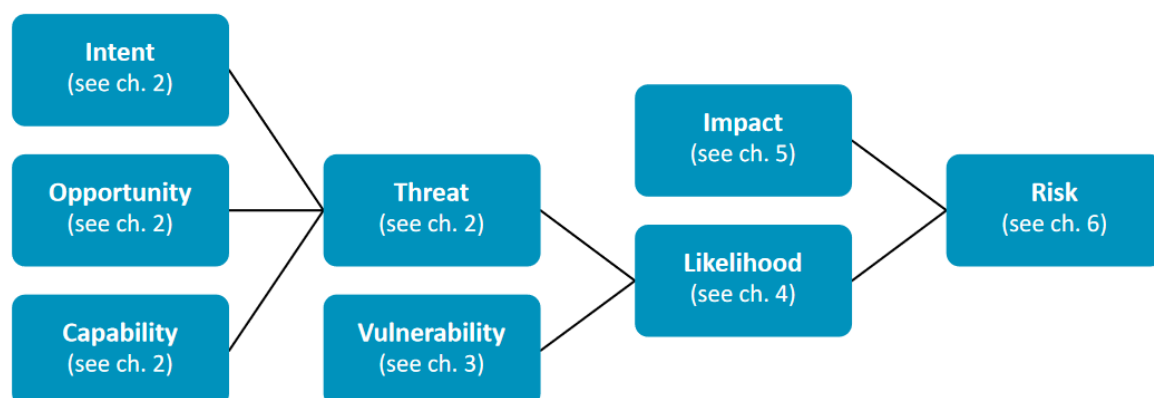 Intent
(see ch. 2)
Opportunity
(see ch. 2)
Capability
(see ch. 2)
Threat
(see ch. 2)
Vulnerability
(see ch. 3)
Impact
(see ch. 5)
Likelihood
(see ch. 4)
Risk
(see ch. 6)